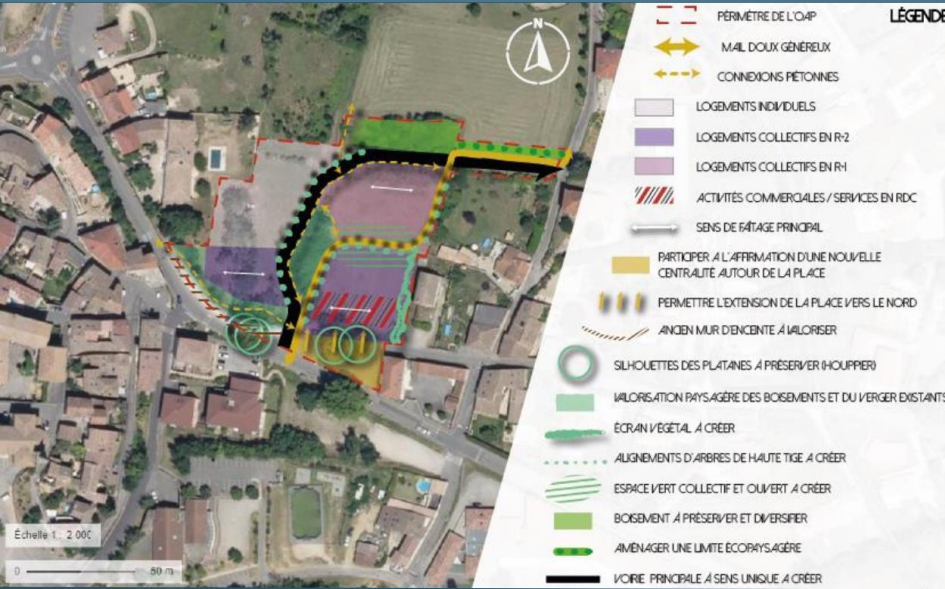 LÉGENDE
N
PÉRIMÈTRE DE L'OAP
MAIL DOUX GÉNÉREUX
CONNEXIONS PIÉTONNES
LOGEMENTS INDIVIDUELS
LOGEMENTS COLLECTIFS EN R+2
LOGEMENTS COLLECTIFS EN R+1
ACTIVITÉS COMMERCIALES / SERVICES EN RDC
SENS DE FAÎTAGE PRINCIPAL
PARTICIPER A L'AFFIRMATION D'UNE NOUVELLE
CENTRALITÉ AUTOUR DE LA PLACE
PERMETTRE L'EXTENSION DE LA PLACE VERS LE NORD
ANCIEN MUR D'ENCEINTE À VALORISER
SILHOUETTES DES PLATANES À PRÉSERVER (HOUPPIER)
VALORISATION PAYSAGÈRE DES BOISEMENTS ET DU VERGER EXISTANTS
ÉCRAN VÉGÉTAL A CRÉER
ALIGNEMENTS D'ARBRES DE HAUTE TIGE A CRÉER
ESPACE VERT COLLECTIF ET OUVERT A CRÉER
BOISEMENT À PRÉSERVER ET DIVERSIFIER
AMÉNAGER UNE LIMITE ÉCOPAYSAGÈRE
VOIRIE PRINCIPALE À SENS UNIQUE A CRÉER
Échelle 1 : 2 000
0 50 m